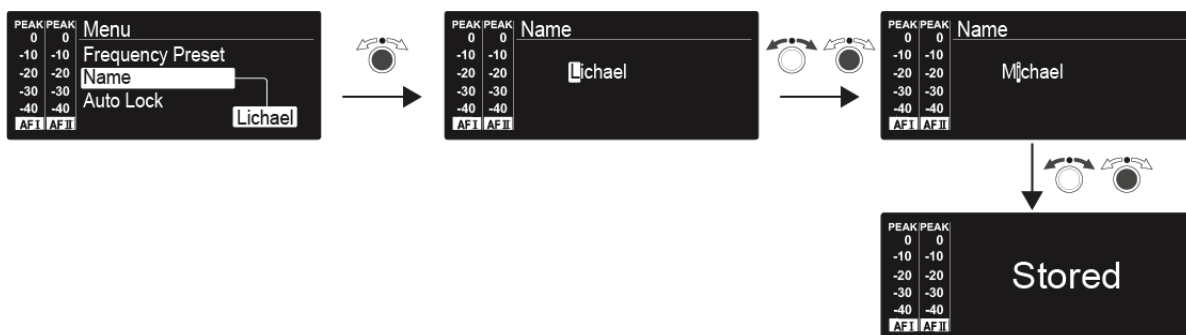 PEAK PEAK Menu
0 0
-10 -10 Frequency Preset
-20 -20 Name
-30 -30 Auto Lock
-40 -40 Lichael
AF I AF II
PEAK PEAK Name
0 0
-10 -10
-20 -20 Lichael
-30 -30
-40 -40
AF I AF II
PEAK PEAK Name
0 0
-10 -10
-20 -20 Michael
-30 -30
-40 -40
AF I AF II
PEAK PEAK
0 0
-10 -10
-20 -20 Stored
-30 -30
-40 -40
AF I AF II